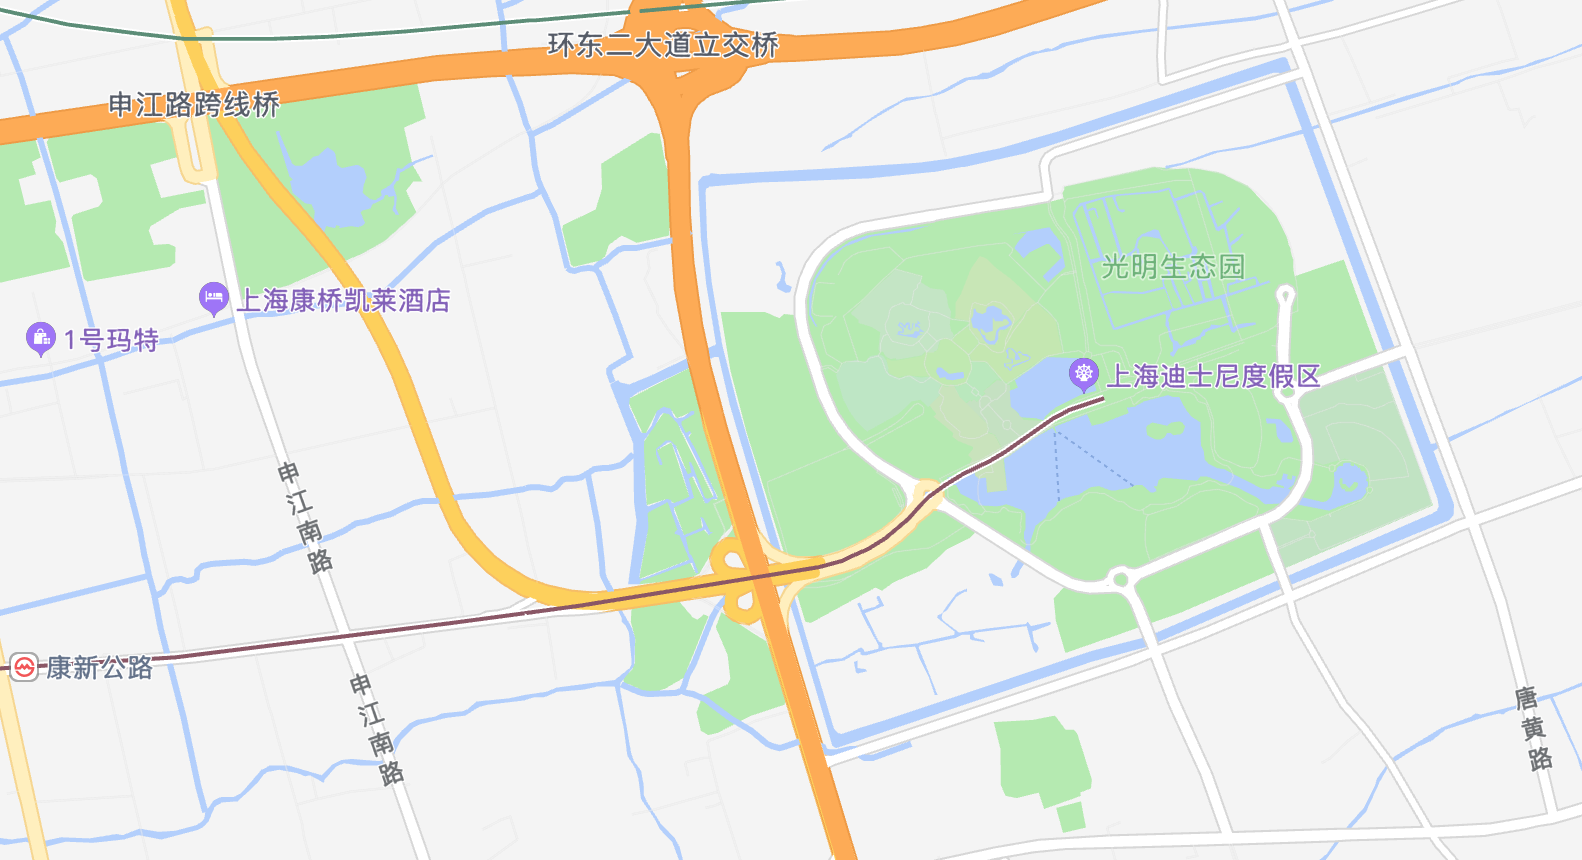 环东二大道立交桥
申江路跨线桥
光明生态园
上海康桥凯莱酒店
1号玛特
上海迪士尼度假区
申江南路
康新公路
申江南路
唐黄路